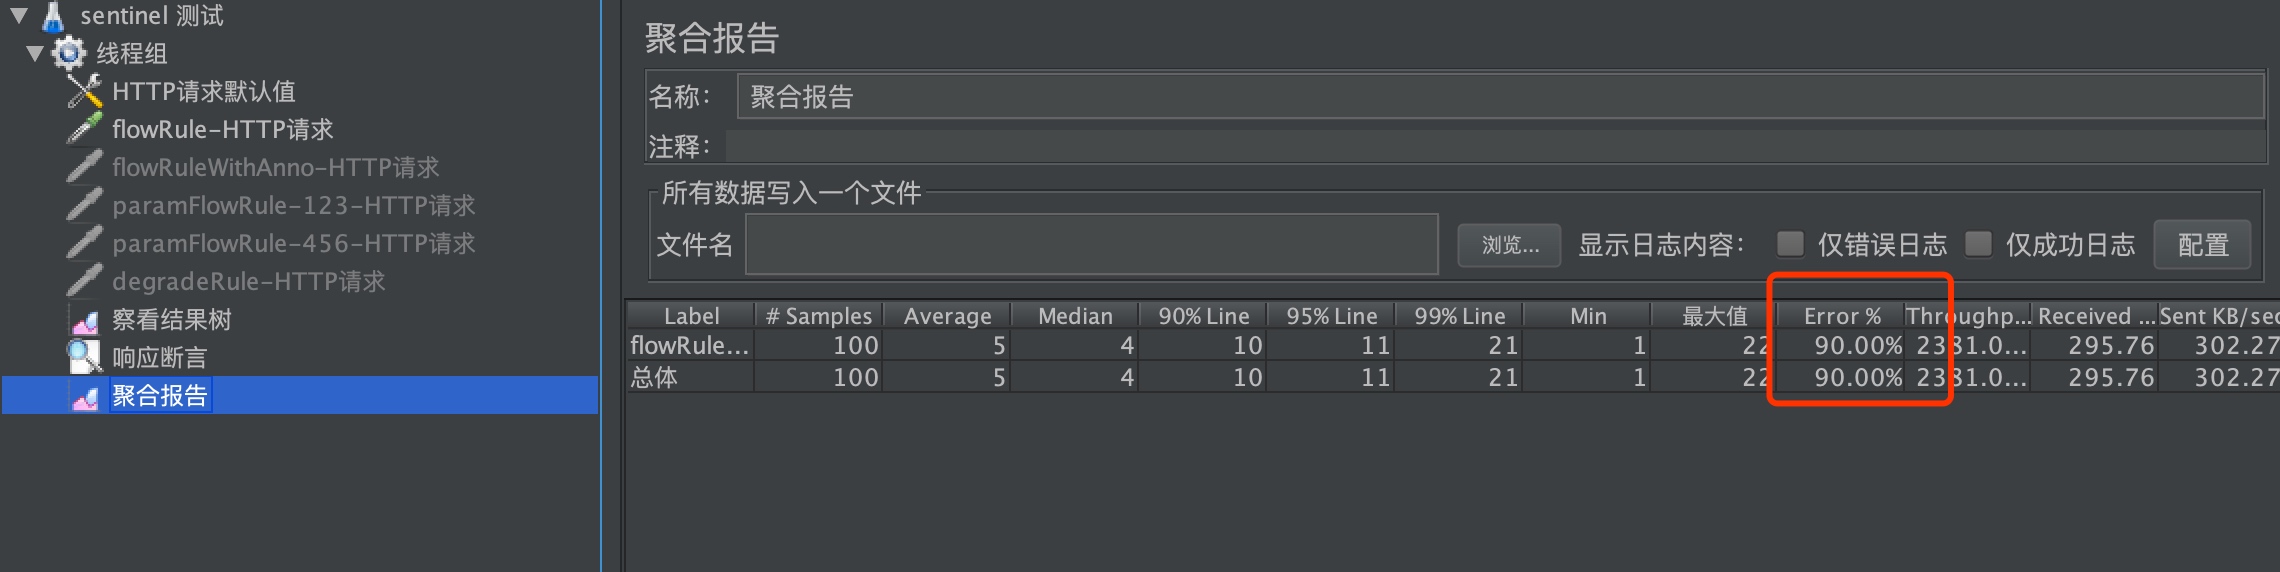 sentinel 测试
线程组
HTTP请求默认值
flowRule-HTTP请求
flowRuleWithAnno-HTTP请求
paramFlowRule-123-HTTP请求
paramFlowRule-456-HTTP请求
degradeRule-HTTP请求
察看结果树
响应断言
聚合报告
聚合报告
名称： 聚合报告
注释：
所有数据写入一个文件
文件名 浏览... 显示日志内容： 仅错误日志 仅成功日志 配置
Label # Samples Average Median 90% Line 95% Line 99% Line Min 最大值 Error % Throughp... Received ... Sent KB/sec
flowRule... 100 5 4 10 11 21 1 22 90.00% 2381.0... 295.76 302.27
总体 100 5 4 10 11 21 1 22 90.00% 2381.0... 295.76 302.27